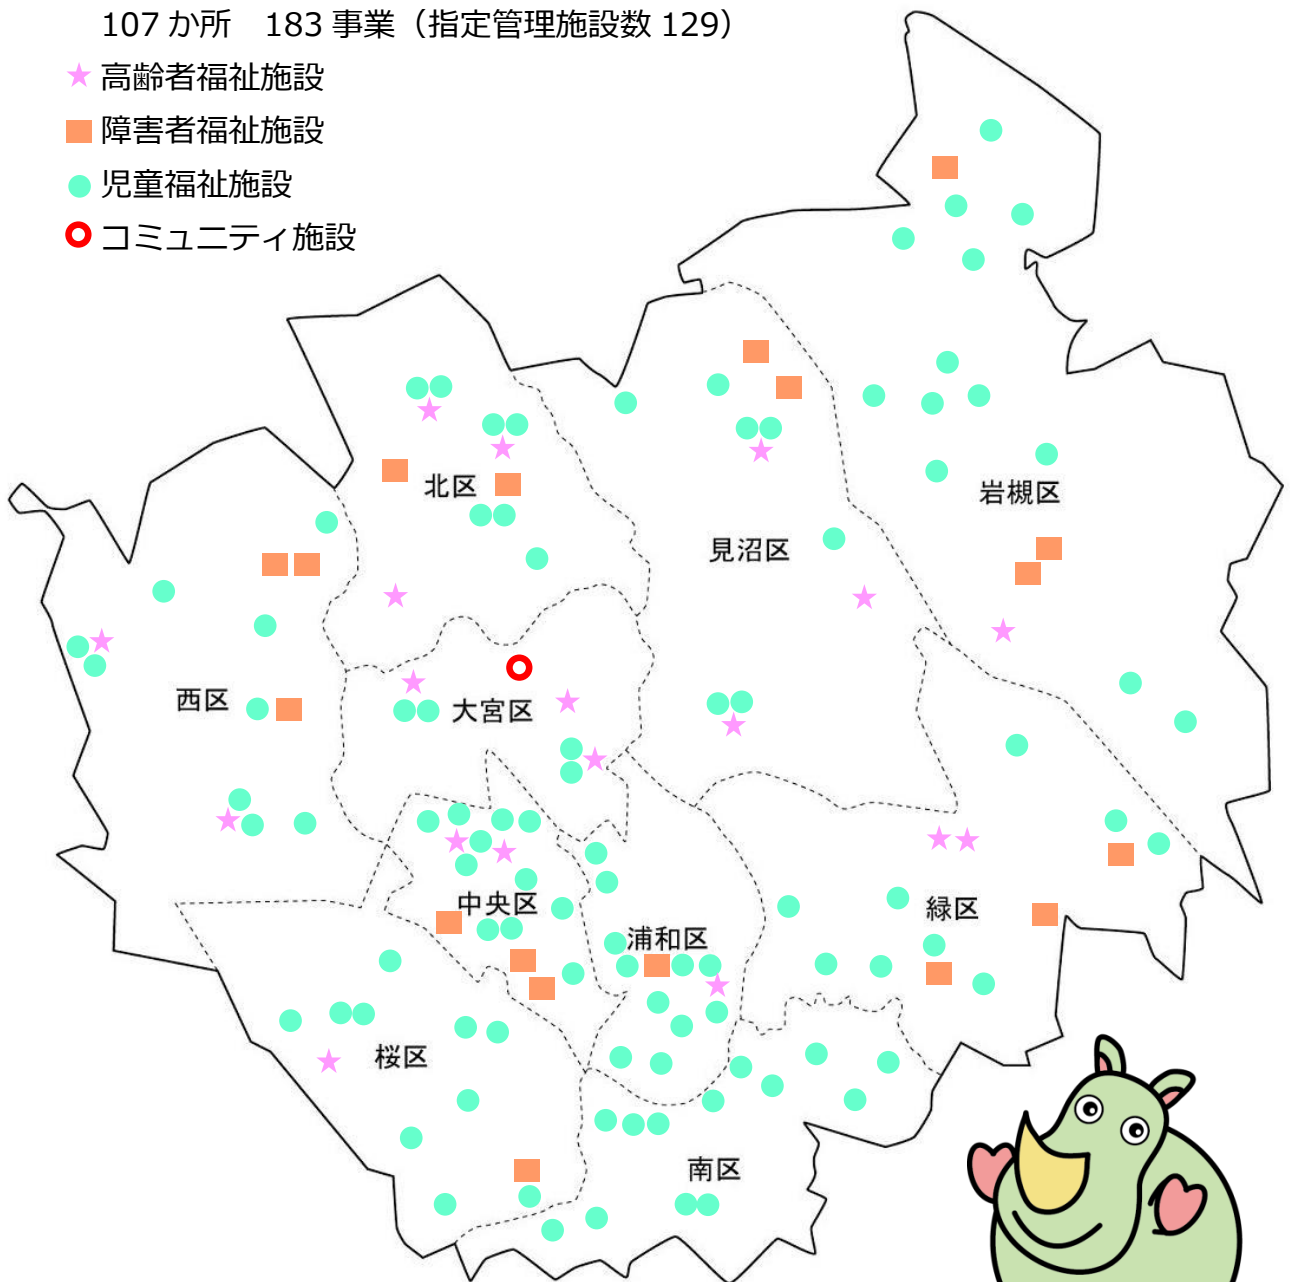 107 か所　183 事業（指定管理施設数 129）
高齢者福祉施設
障害者福祉施設
児童福祉施設
コミュニティ施設
北区
岩槻区
見沼区
西区
大宮区
中央区
緑区
浦和区
桜区
南区